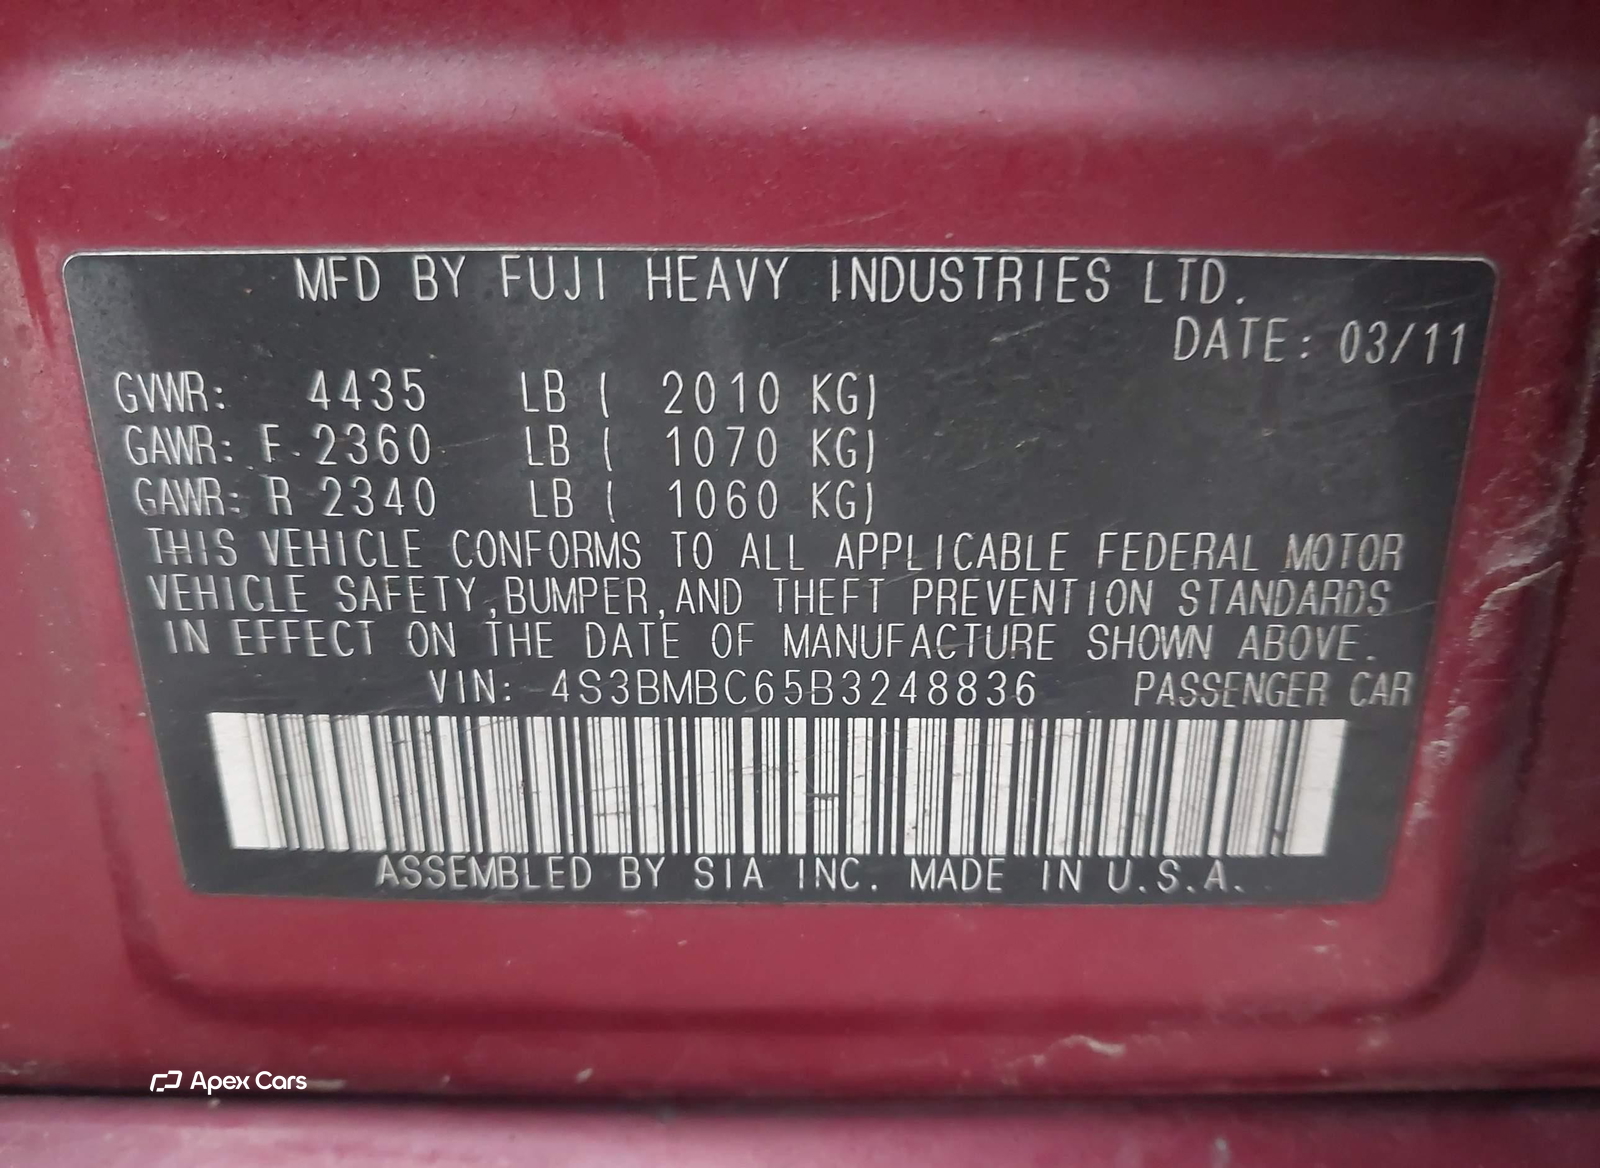 MFD BY FUJI HEAVY INDUSTRIES LTD.
DATE: 03/11
GVWR: 4435 LB ( 2010 KG)
GAWR: F 2360 LB ( 1070 KG)
GAWR: R 2340 LB ( 1060 KG)
THIS VEHICLE CONFORMS TO ALL APPLICABLE FEDERAL MOTOR
VEHICLE SAFETY,BUMPER,AND THEFT PREVENTION STANDARDS
IN EFFECT ON THE DATE OF MANUFACTURE SHOWN ABOVE.
VIN: 4S3BMBC65B3248836 PASSENGER CAR
ASSEMBLED BY SIA INC. MADE IN U.S.A.
Apex Cars